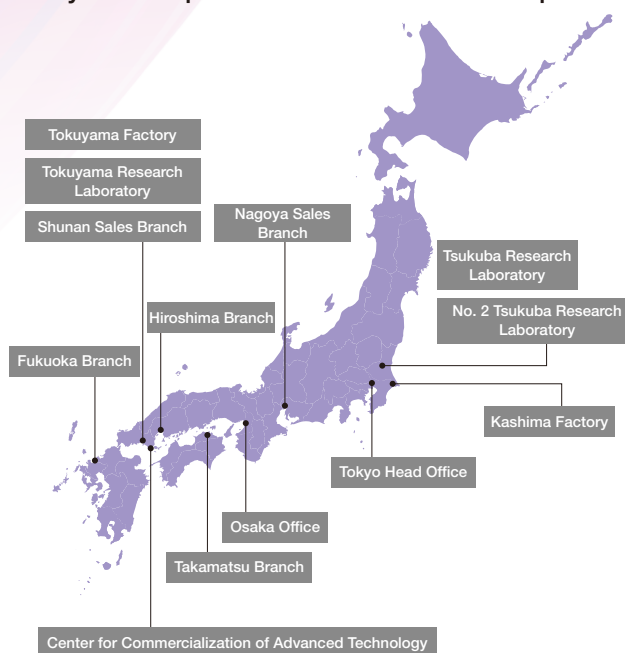 Tokuyama Factory
Tokuyama Research
Laboratory
Shunan Sales Branch
Nagoya Sales
Branch
Tsukuba Research
Laboratory
Hiroshima Branch
No. 2 Tsukuba Research
Laboratory
Fukuoka Branch
Kashima Factory
Tokyo Head Office
Osaka Office
Takamatsu Branch
Center for Commercialization of Advanced Technology